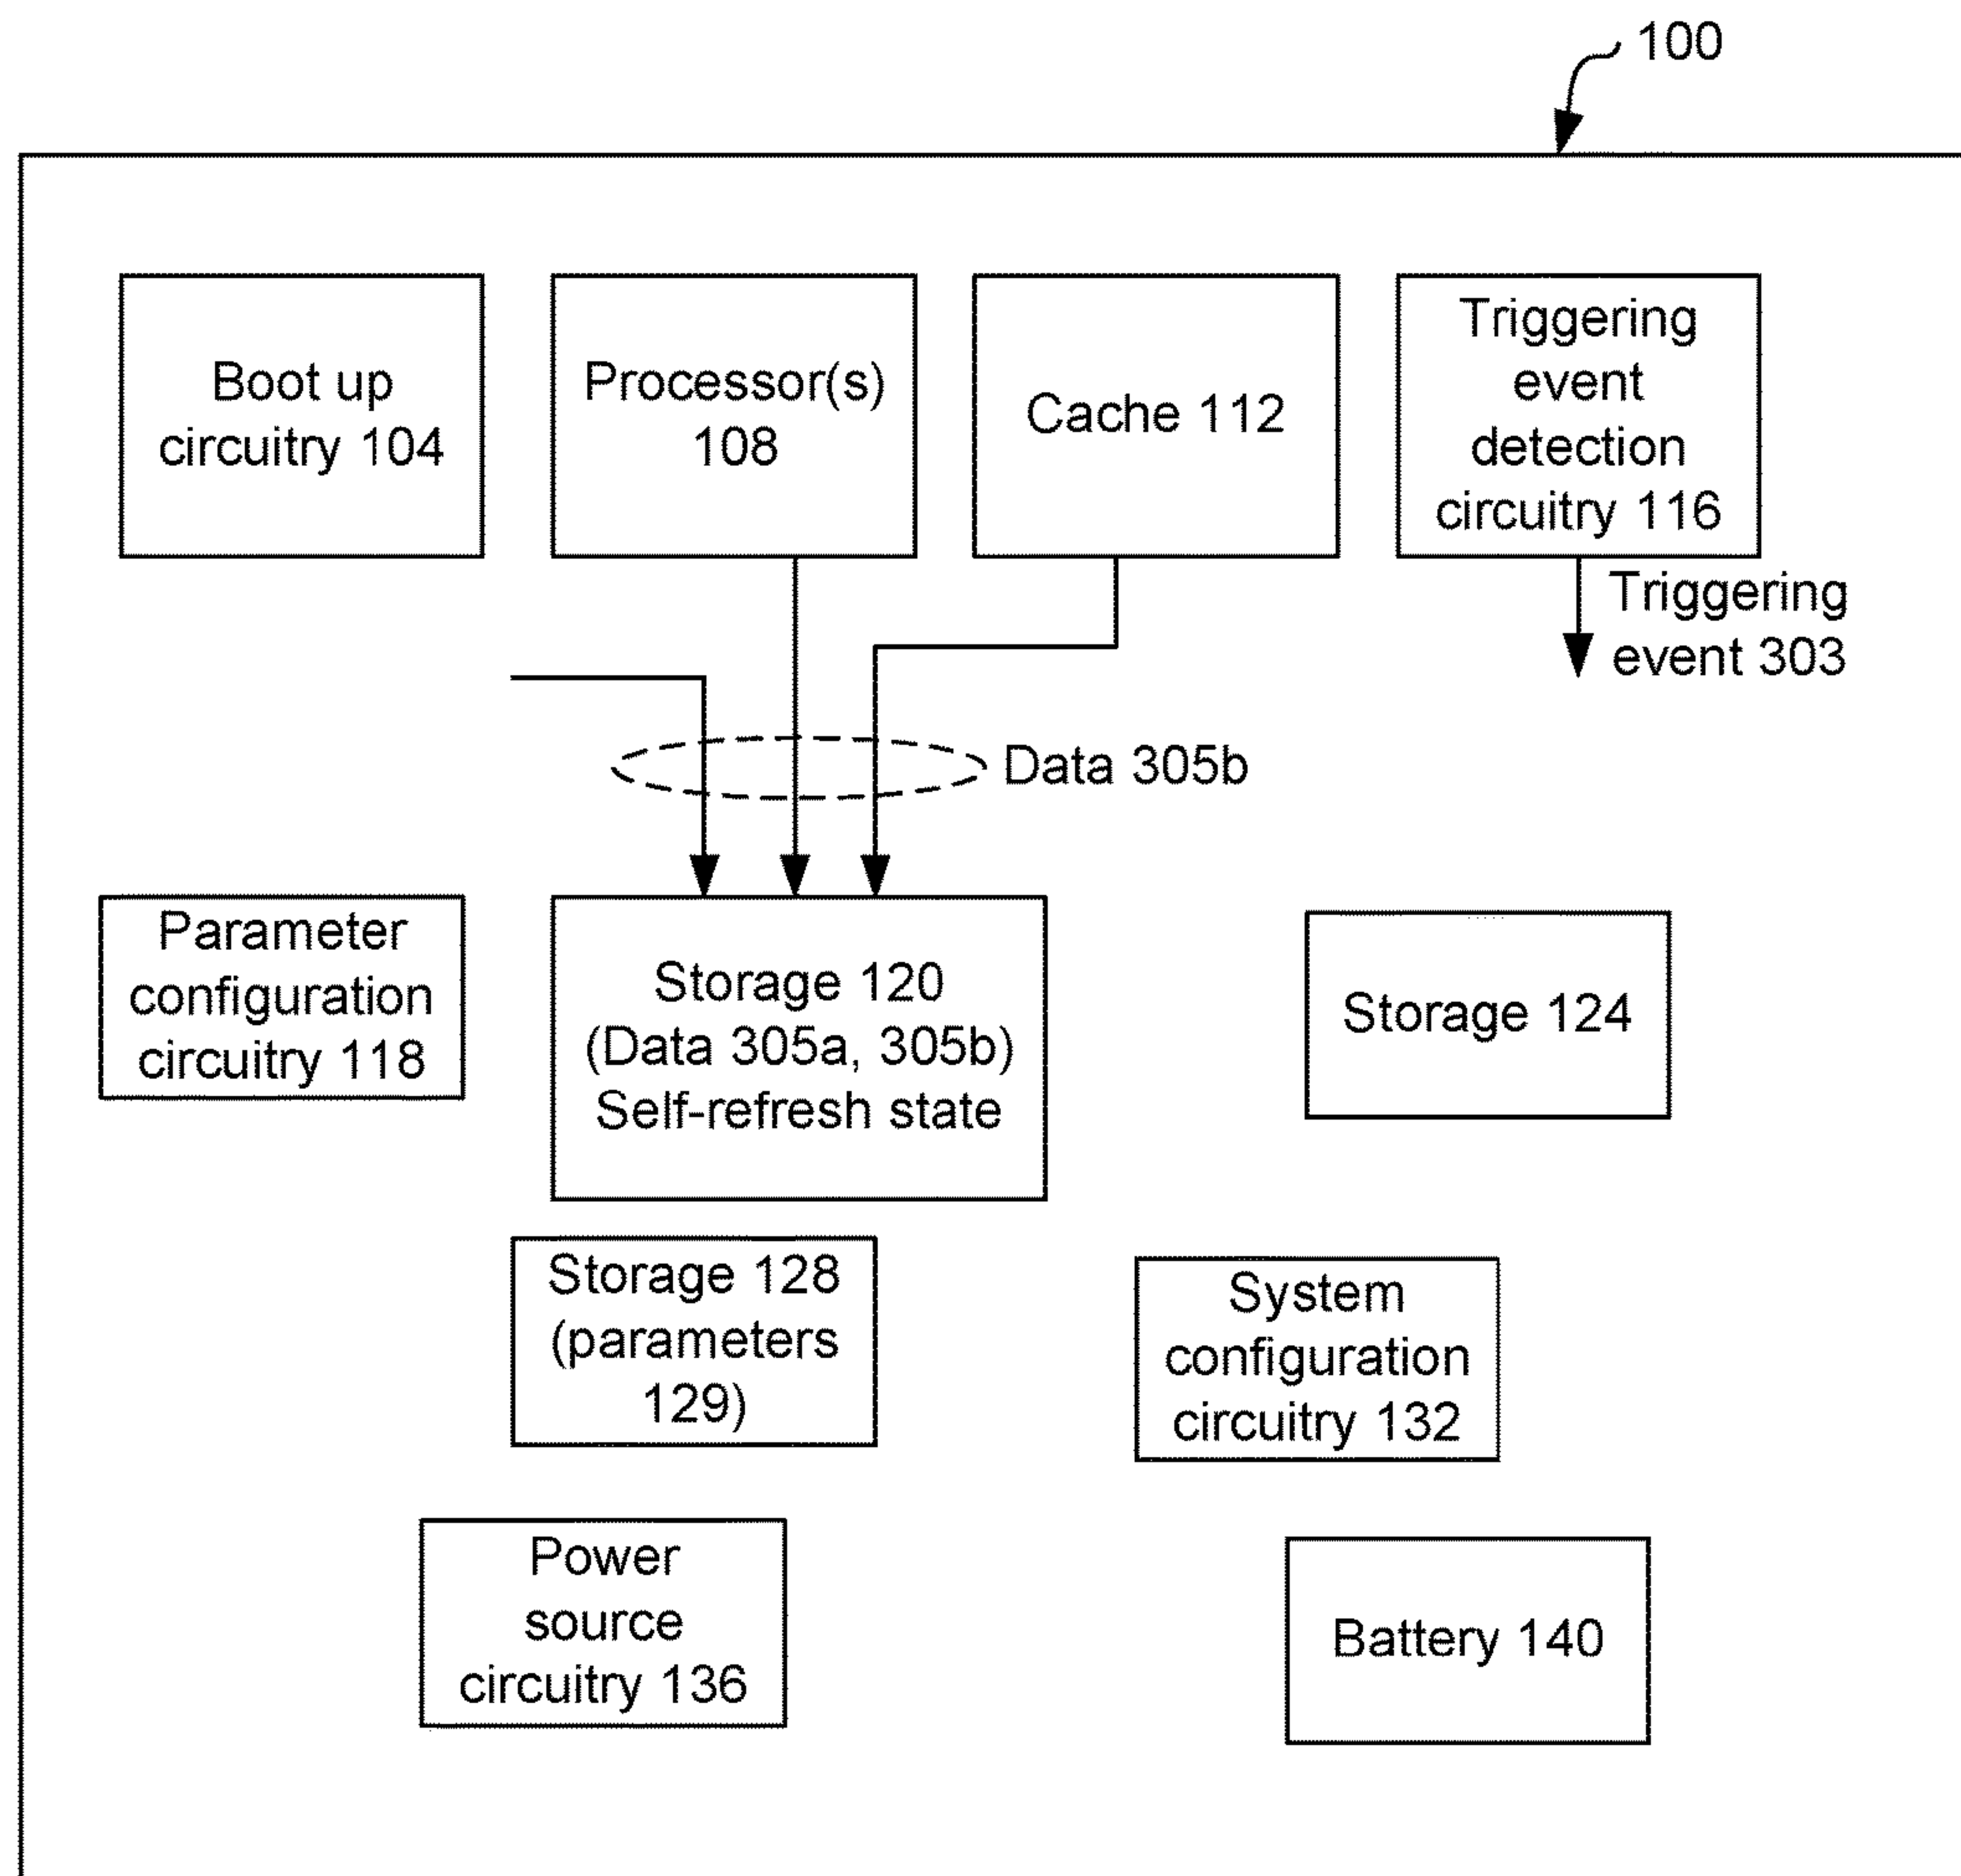 100
Boot up
circuitry 104
Processor(s)
108
Cache 112
Triggering
event
detection
circuitry 116
Triggering
event 303
Data 305b
Parameter
configuration
circuitry 118
Storage 120
(Data 305a, 305b)
Self-refresh state
Storage 124
Storage 128
(parameters
129)
System
configuration
circuitry 132
Power
source
circuitry 136
Battery 140